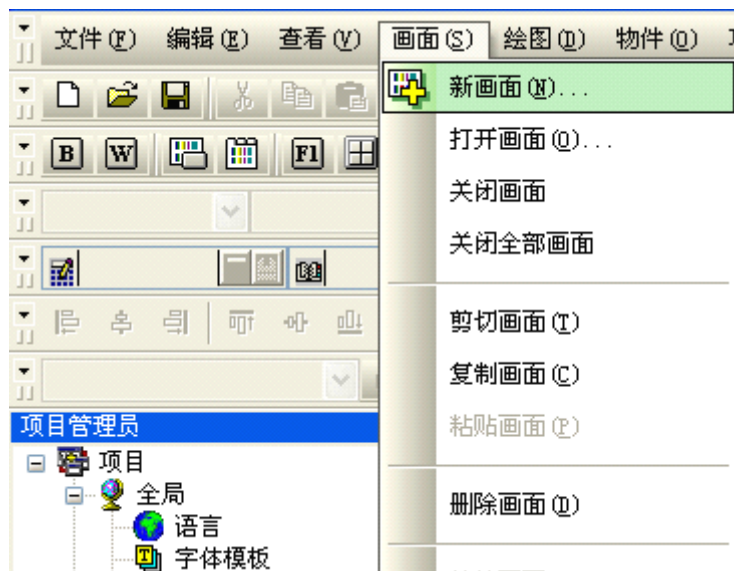 文件(F) 编辑(E) 查看(V) 画面(S) 绘图(D) 物件(O)
新画面(N)...
打开画面(O)...
关闭画面
关闭全部画面
剪切画面(T)
复制画面(C)
粘贴画面(P)
删除画面(D)
B W F1
项目管理员
项目
全局
语言
字体模板